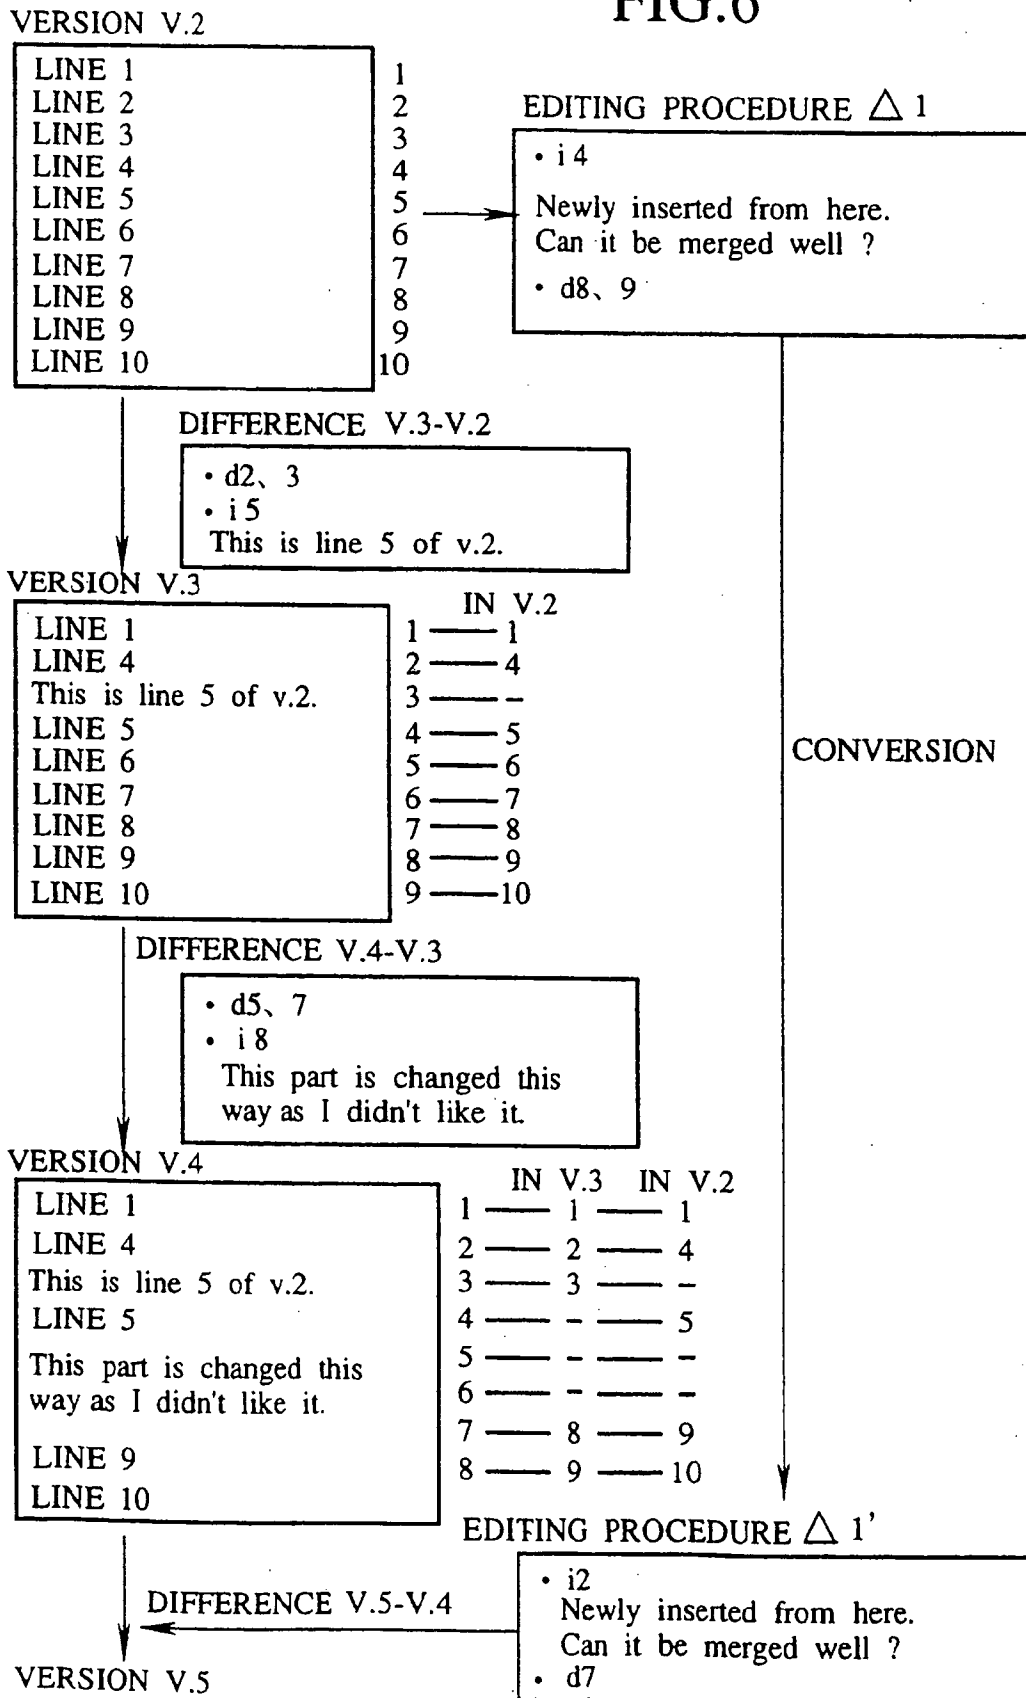 FIG.6
VERSION V.2
LINE 1 1
LINE 2 2
LINE 3 3
LINE 4 4
LINE 5 5
LINE 6 6
LINE 7 7
LINE 8 8
LINE 9 9
LINE 10 10
EDITING PROCEDURE △ 1
• i 4
Newly inserted from here.
Can it be merged well ?
• d8、9
DIFFERENCE V.3-V.2
• d2、3
• i 5
This is line 5 of v.2.
VERSION V.3
IN V.2
LINE 1 1 — 1
LINE 4 2 — 4
This is line 5 of v.2. 3 — -
LINE 5 4 — 5
LINE 6 5 — 6
LINE 7 6 — 7
LINE 8 7 — 8
LINE 9 8 — 9
LINE 10 9 — 10
CONVERSION
DIFFERENCE V.4-V.3
• d5、7
• i 8
This part is changed this
way as I didn't like it.
VERSION V.4
IN V.3 IN V.2
LINE 1 1 — 1 — 1
LINE 4 2 — 2 — 4
This is line 5 of v.2. 3 — 3 — -
LINE 5 4 — - — 5
This part is changed this 5 — - — -
way as I didn't like it. 6 — - — -
LINE 9 7 — 8 — 9
LINE 10 8 — 9 — 10
EDITING PROCEDURE △ 1'
• i2
Newly inserted from here.
Can it be merged well ?
• d7
DIFFERENCE V.5-V.4
VERSION V.5